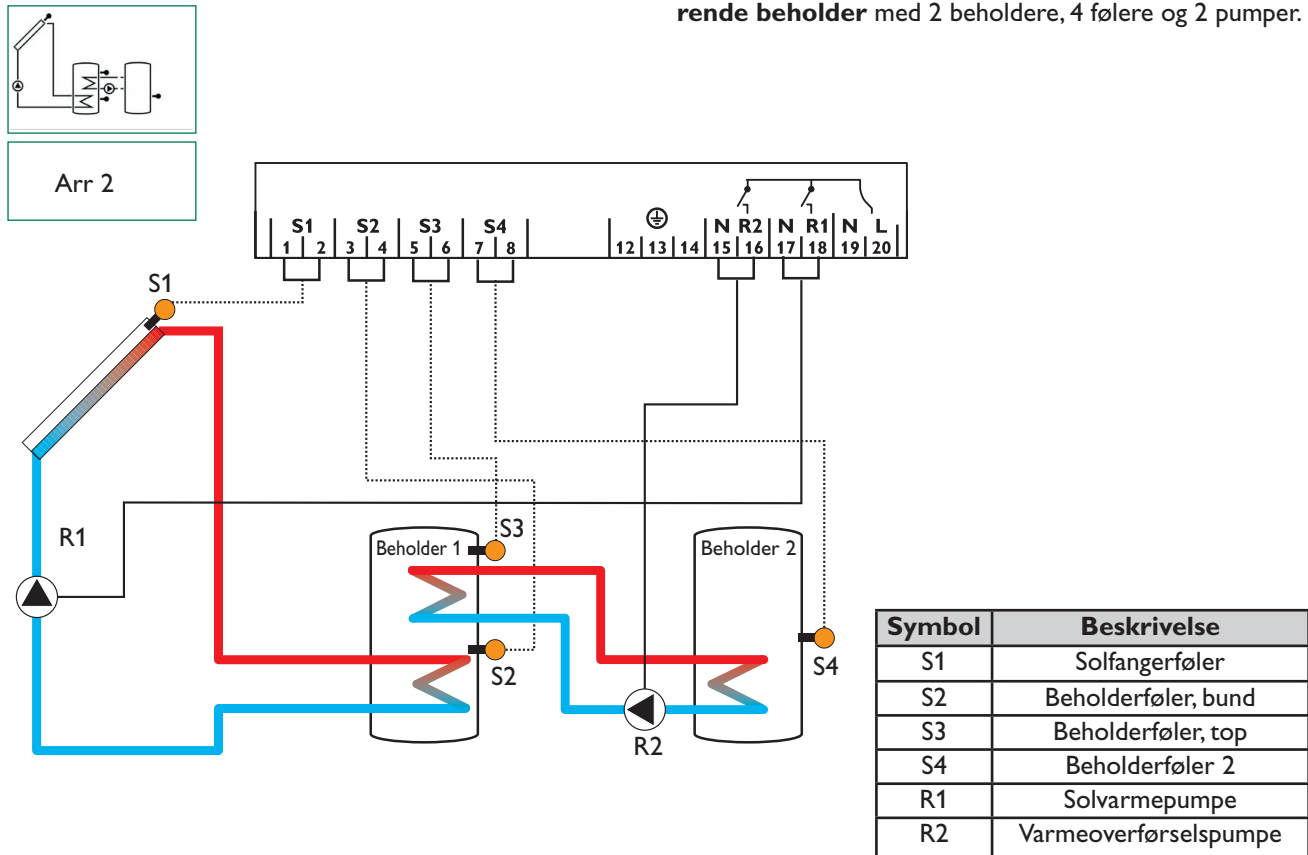 rende beholder med 2 beholdere, 4 følere og 2 pumper.
Arr 2
S1 S2 S3 S4 N R2 N R1 N L
1 2 3 4 5 6 7 8 12 13 14 15 16 17 18 19 20
S1
R1
Beholder 1
S3
Beholder 2
S2
S4
R2
Symbol Beskrivelse
S1 Solfangerføler
S2 Beholderføler, bund
S3 Beholderføler, top
S4 Beholderføler 2
R1 Solvarmepumpe
R2 Varmeoverførselspumpe